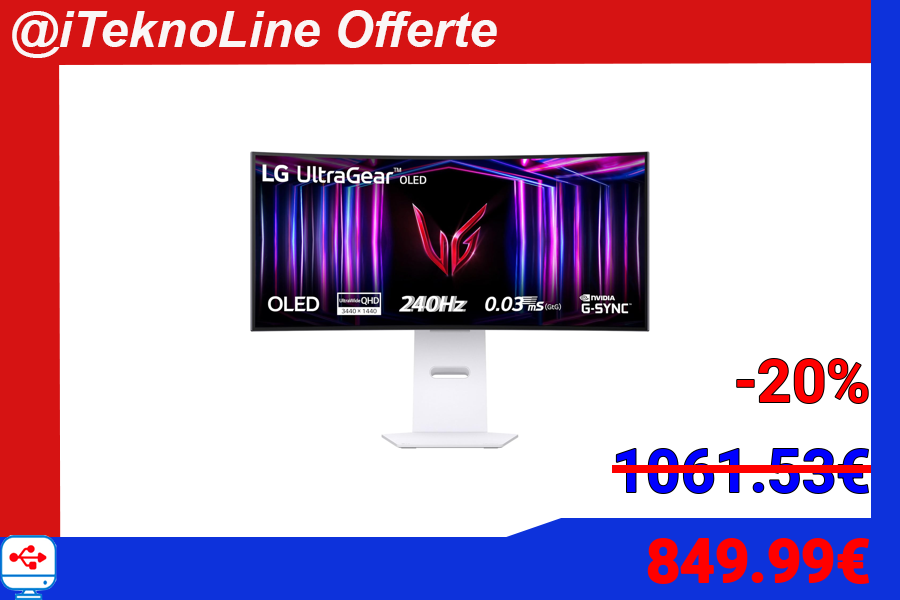 @iTeknoLine Offerte
LG UltraGear™ OLED
OLED
UltraWide QHD
3440 × 1440
240Hz
0.03mS(GtG)
NVIDIA
G-SYNC™
-20%
1061.53€
849.99€